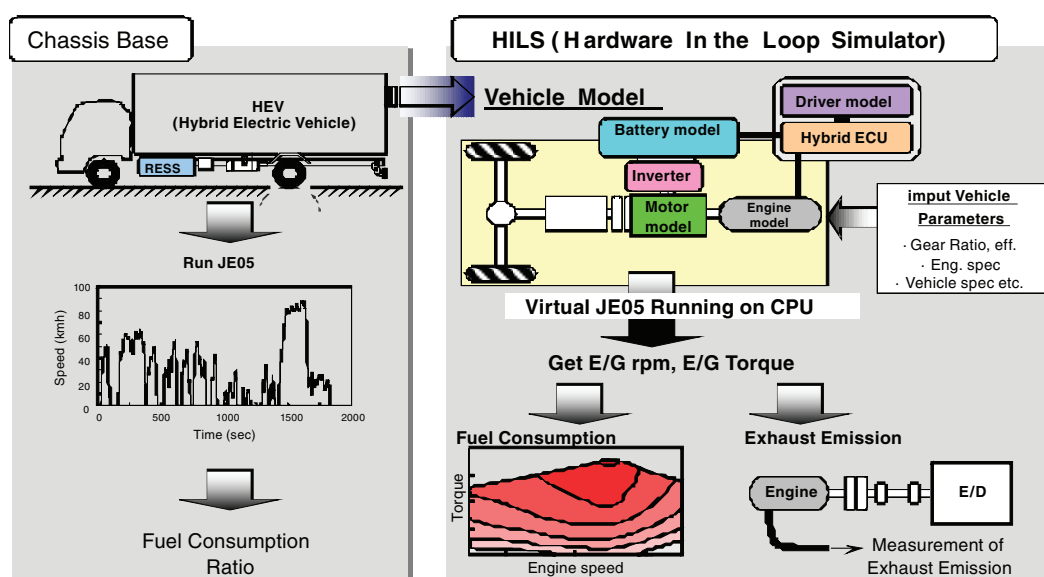 Chassis Base
HEV
(Hybrid Electric Vehicle)
RESS
Run JE05
Speed (kmh)
100
80
60
40
20
0
0
500
1000
1500
2000
Time (sec)
Fuel Consumption
Ratio
HILS ( H ardware In the Loop Simulator)
Vehicle Model
Driver model
Hybrid ECU
Battery model
Inverter
Motor
model
Engine
model
imput Vehicle
Parameters
· Gear Ratio, eff.
· Eng. spec
· Vehicle spec etc.
Virtual JE05 Running on CPU
Get E/G rpm, E/G Torque
Fuel Consumption
Torque
Engine speed
Exhaust Emission
Engine
E/D
Measurement of
Exhaust Emission